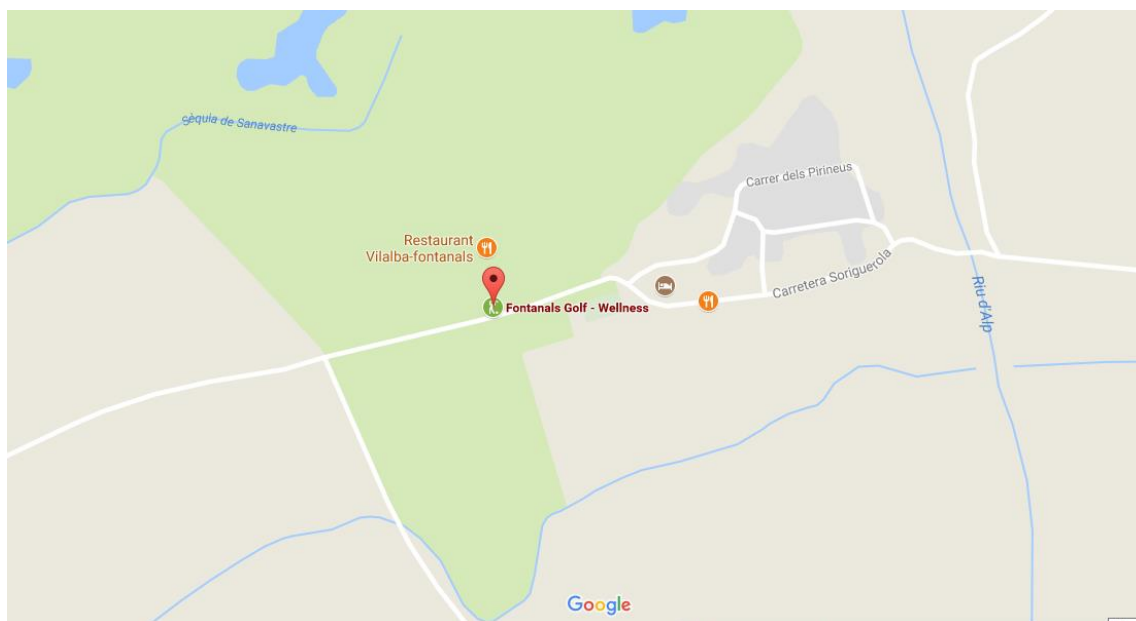 Sèquia de Sanavastre
Carrer dels Pirineus
Restaurant
Vilalba-fontanals
Carretera Soriguerola
Fontanals Golf - Wellness
Riu d'Alp
Google